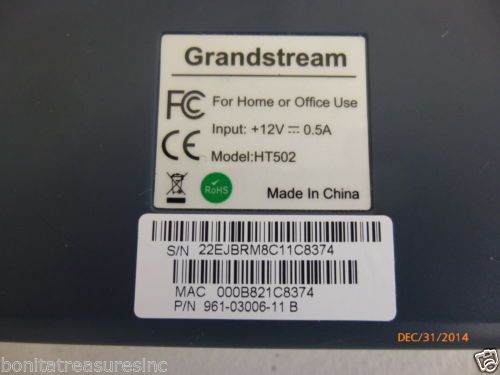 Grandstream
FC
For Home or Office Use
Input: +12V ⎓ 0.5A
CE
Model:HT502
RoHS
Made In China
S/N 22EJBRM8C11C8374
MAC 000B821C8374
P/N 961-03006-11 B
DEC/31/2014
bonitatreasuresinc